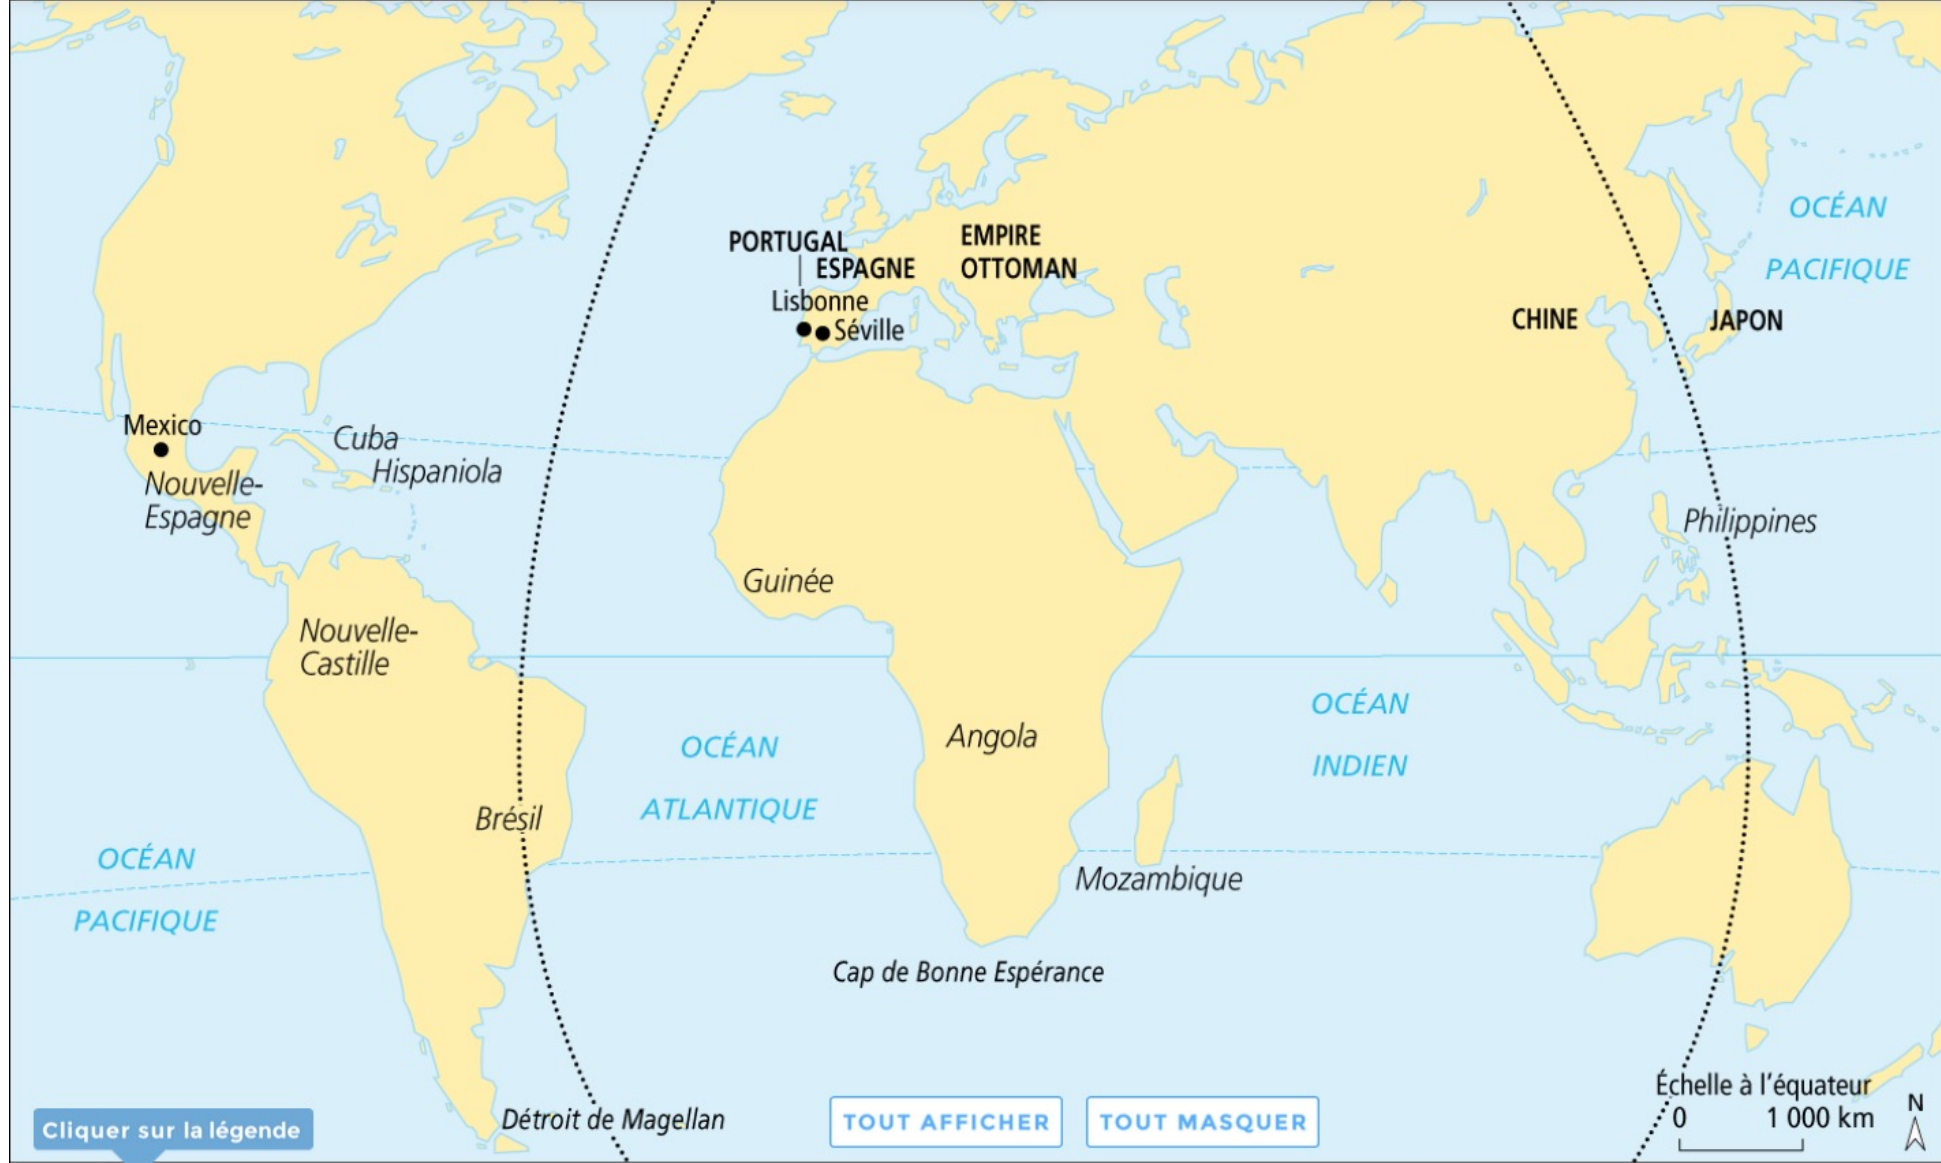 OCÉAN
PACIFIQUE
PORTUGAL
ESPAGNE
EMPIRE
OTTOMAN
Lisbonne
Séville
CHINE
JAPON
Mexico
Cuba
Hispaniola
Nouvelle-
Espagne
Philippines
Guinée
Nouvelle-
Castille
OCÉAN
INDIEN
OCÉAN
ATLANTIQUE
Angola
Brésil
OCÉAN
PACIFIQUE
Mozambique
Cap de Bonne Espérance
Détroit de Magellan
Échelle à l'équateur
0 1 000 km
N
Cliquer sur la légende
TOUT AFFICHER
TOUT MASQUER